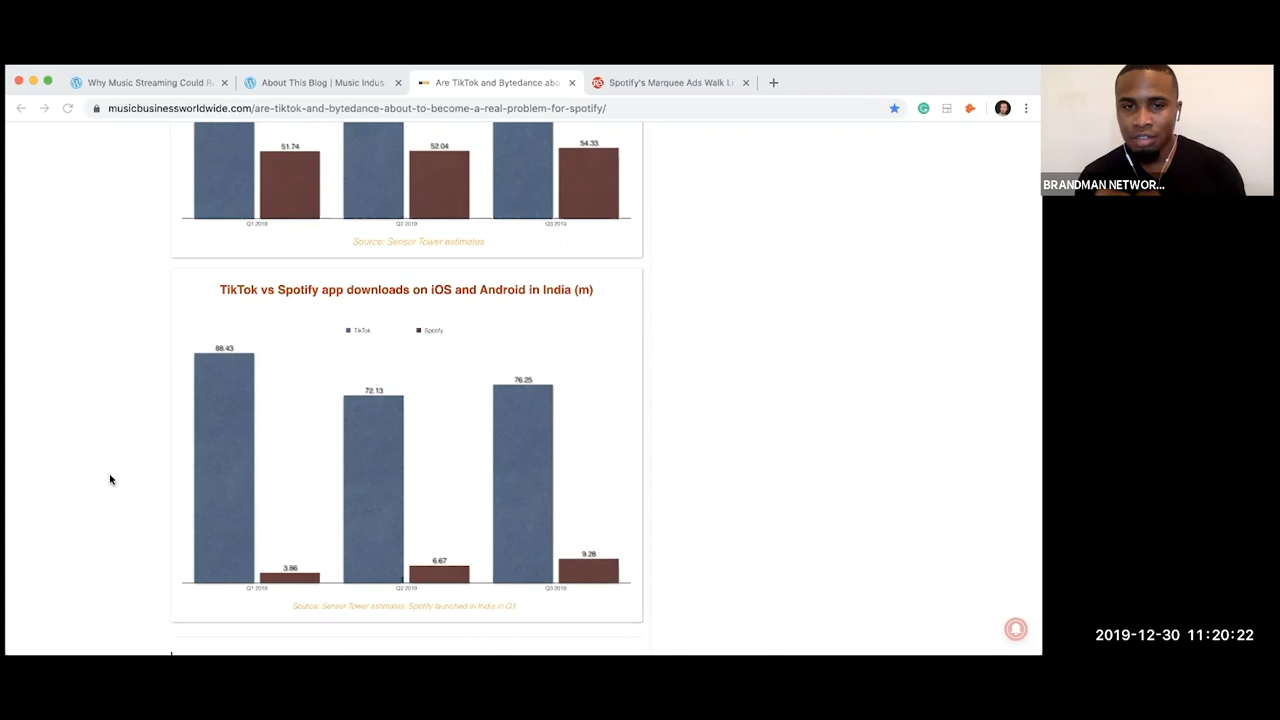 Why Music Streaming Could R
About This Blog | Music Indus
Are TikTok and Bytedance abo
Spotify's Marquee Ads Walk Li
musicbusinessworldwide.com/are-tiktok-and-bytedance-about-to-become-a-real-problem-for-spotify/
BRANDMAN NETWOR...
51.74
52.04
54.33
Q1 2019
Q2 2019
Q3 2019
Source: Sensor Tower estimates
TikTok vs Spotify app downloads on iOS and Android in India (m)
TikTok
Spotify
88.43
72.13
76.25
3.86
6.67
9.28
Q1 2019
Q2 2019
Q3 2019
Source: Sensor Tower estimates. Spotify launched in India in Q1
2019-12-30 11:20:22